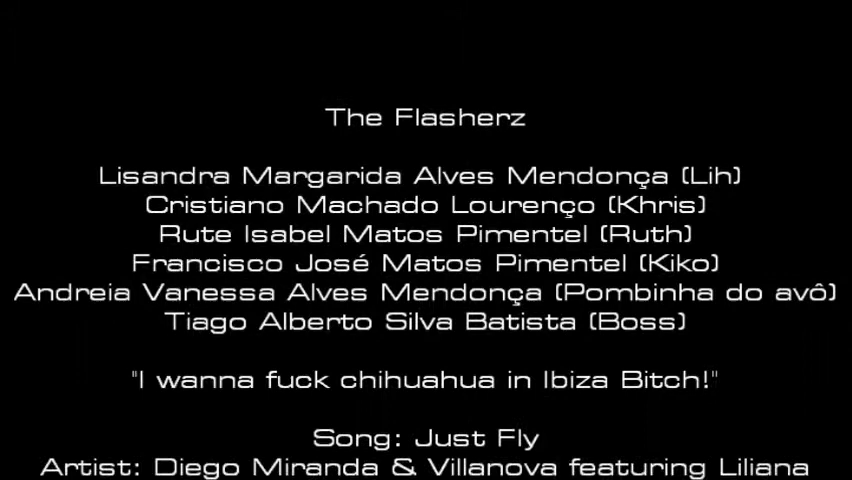 The Flasherz
Lisandra Margarida Alves Mendonça (Lih)
Cristiano Machado Lourenço (Khris)
Rute Isabel Matos Pimentel (Ruth)
Francisco José Matos Pimentel (Kiko)
Andreia Vanessa Alves Mendonça (Pombinha do avô)
Tiago Alberto Silva Batista (Boss)
"I wanna fuck chihuahua in Ibiza Bitch!"
Song: Just Fly
Artist: Diego Miranda & Villanova featuring Liliana